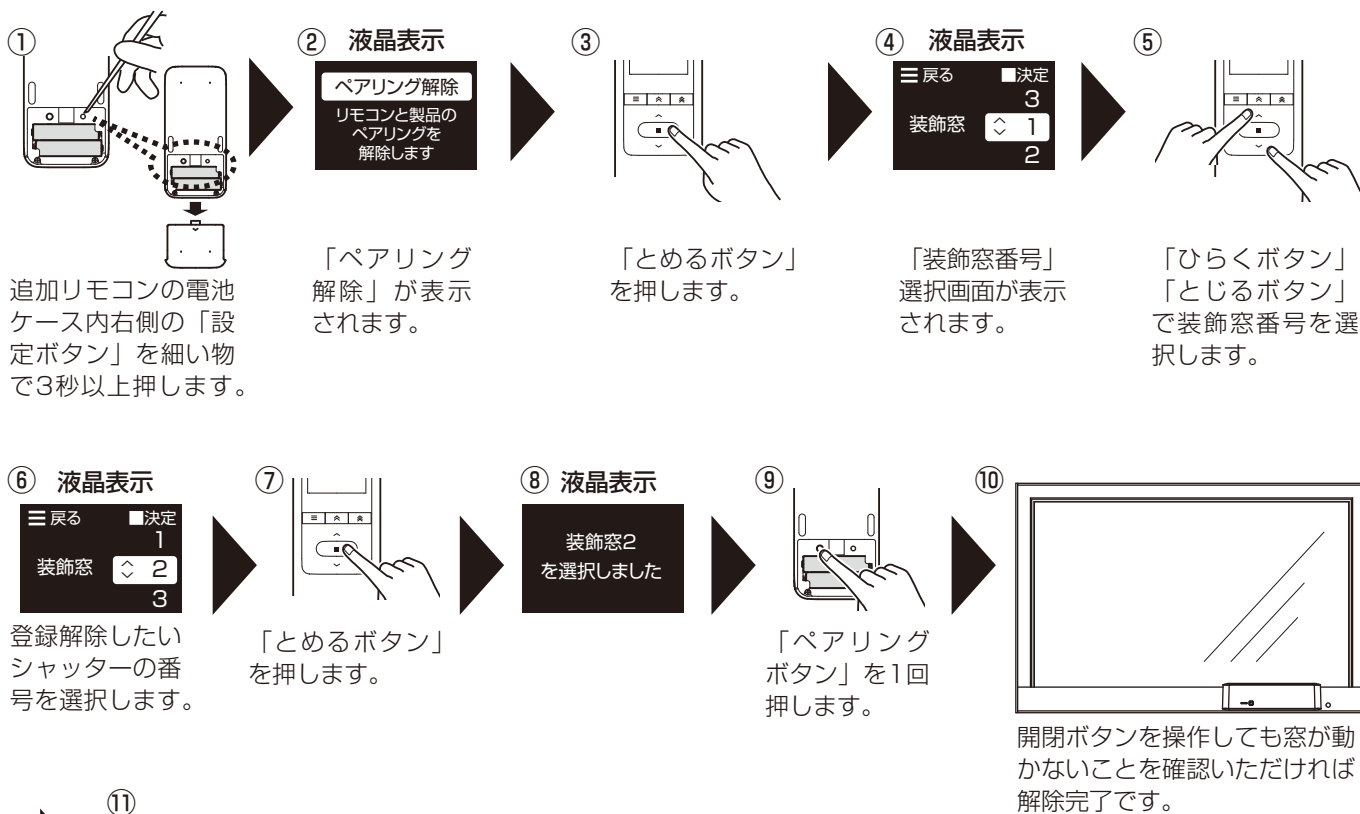 ①
追加リモコンの電池
ケース内右側の「設
定ボタン」を細い物
で3秒以上押します。
② 液晶表示
ペアリング解除
リモコンと製品の
ペアリングを
解除します
「ペアリング
解除」が表示
されます。
③
「とめるボタン」
を押します。
④ 液晶表示
戻る ■決定
3
装飾窓 1
2
「装飾窓番号」
選択画面が表示
されます。
⑤
「ひらくボタン」
「とじるボタン」
で装飾窓番号を選
択します。
⑥ 液晶表示
戻る ■決定
1
装飾窓 2
3
登録解除したい
シャッターの番
号を選択します。
⑦
「とめるボタン」
を押します。
⑧ 液晶表示
装飾窓2
を選択しました
⑨
「ペアリング
ボタン」を1回
押します。
⑩
開閉ボタンを操作しても窓が動
かないことを確認いただければ
解除完了です。
⑪